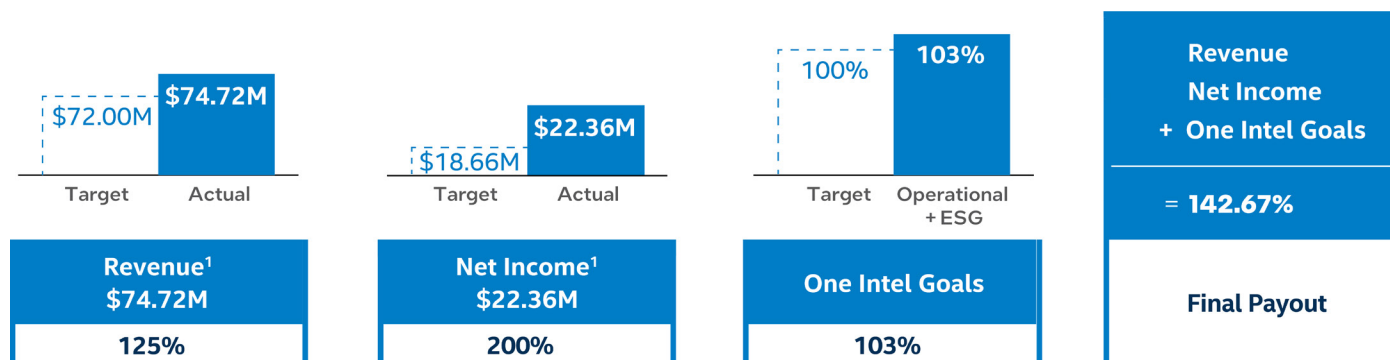 $72.00M
$74.72M
Target
Actual
Revenue¹
$74.72M
125%
$18.66M
$22.36M
Target
Actual
Net Income¹
$22.36M
200%
100%
103%
Target
Operational
+ ESG
One Intel Goals
103%
Revenue
Net Income
+ One Intel Goals
= 142.67%
Final Payout